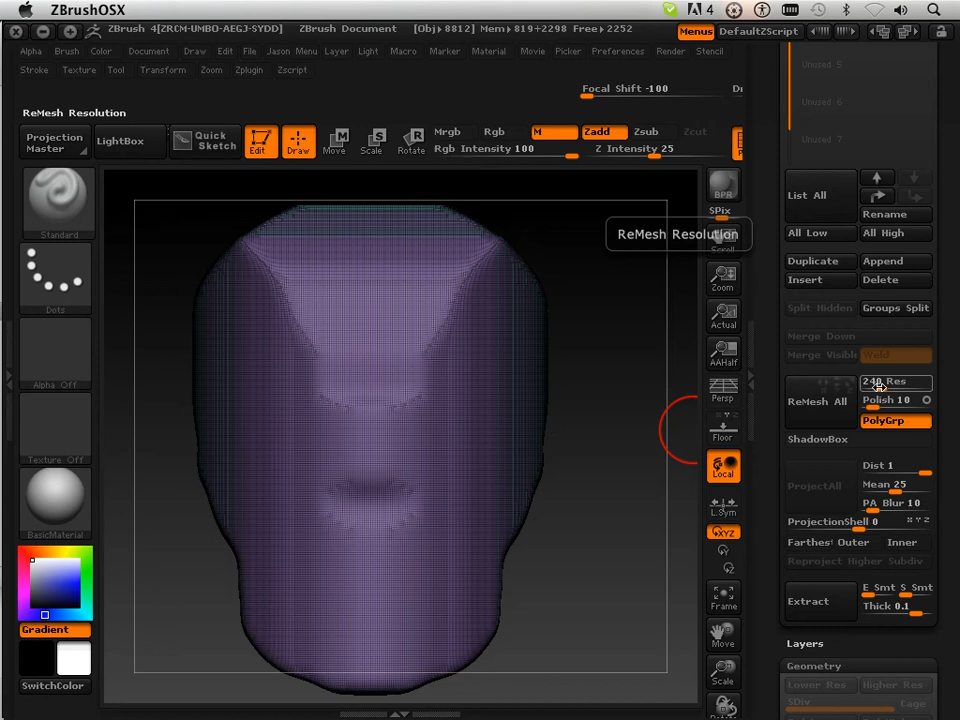 ZBrushOSX
4
ZBrush 4[ZRCM-UMBO-AEGJ-SYDD] ZBrush Document [Obj> 8812] Mem>819+2298 Free>2252 Menus DefaultZScript
Alpha Brush Color Document Draw Edit File Jason Menu Layer Light Macro Marker Material Movie Picker Preferences Render Stencil
Stroke Texture Tool Transform Zoom Zplugin Zscript
Unused 5
Unused 6
Unused 7
Focal Shift -100
ReMesh Resolution
Projection Master
LightBox
Quick Sketch
Edit
Draw
Move
Scale
Rotate
Mrgb Rgb M Zadd Zsub Zcut
Rgb Intensity 100 Z Intensity 25
Standard
Dots
Alpha Off
Texture Off
BasicMaterial
Gradient
SwitchColor
ReMesh Resolution
BPR
SPix
Scroll
Zoom
Actual
AAHalf
Persp
Floor
Local
L.Sym
XYZ
Y
Z
Frame
Move
Scale
Rotate
List All
Rename
All Low All High
Duplicate Append
Insert Delete
Split Hidden Groups Split
Merge Down
Merge Visible Weld
ReMesh All
240 Res
Polish 10
PolyGrp
ShadowBox
ProjectAll
Dist 1
Mean 25
PA Blur 10
ProjectionShell 0 X Y Z
Farthest Outer Inner
Reproject Higher Subdiv
Extract
E Smt S Smt
Thick 0.1
Layers
Geometry
Lower Res Higher Res
SDiv Cage